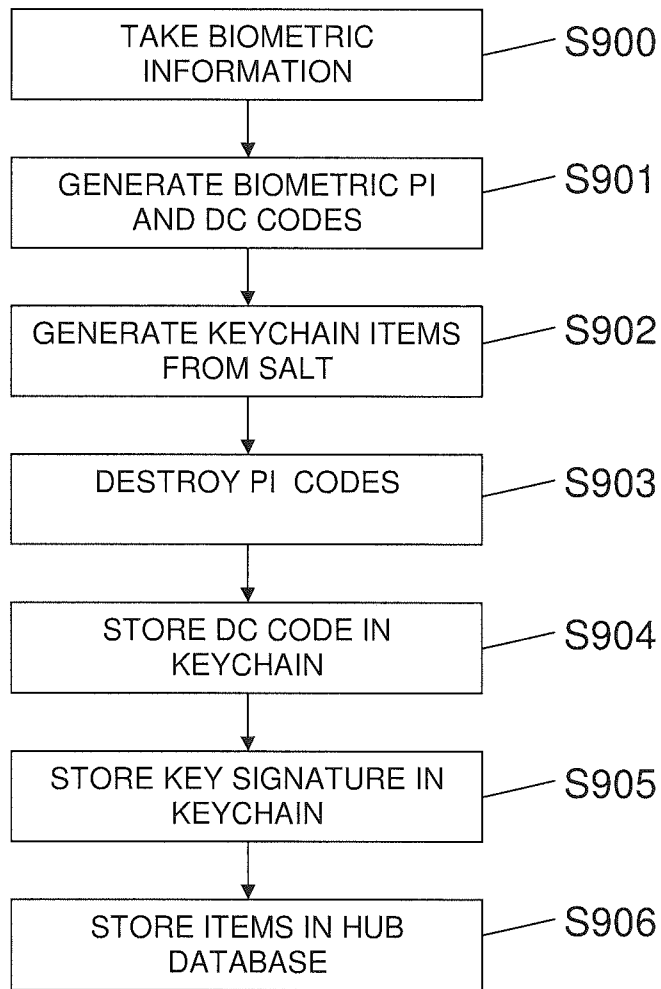 TAKE BIOMETRIC
INFORMATION
S900
GENERATE BIOMETRIC PI
AND DC CODES
S901
GENERATE KEYCHAIN ITEMS
FROM SALT
S902
DESTROY PI CODES
S903
STORE DC CODE IN
KEYCHAIN
S904
STORE KEY SIGNATURE IN
KEYCHAIN
S905
STORE ITEMS IN HUB
DATABASE
S906